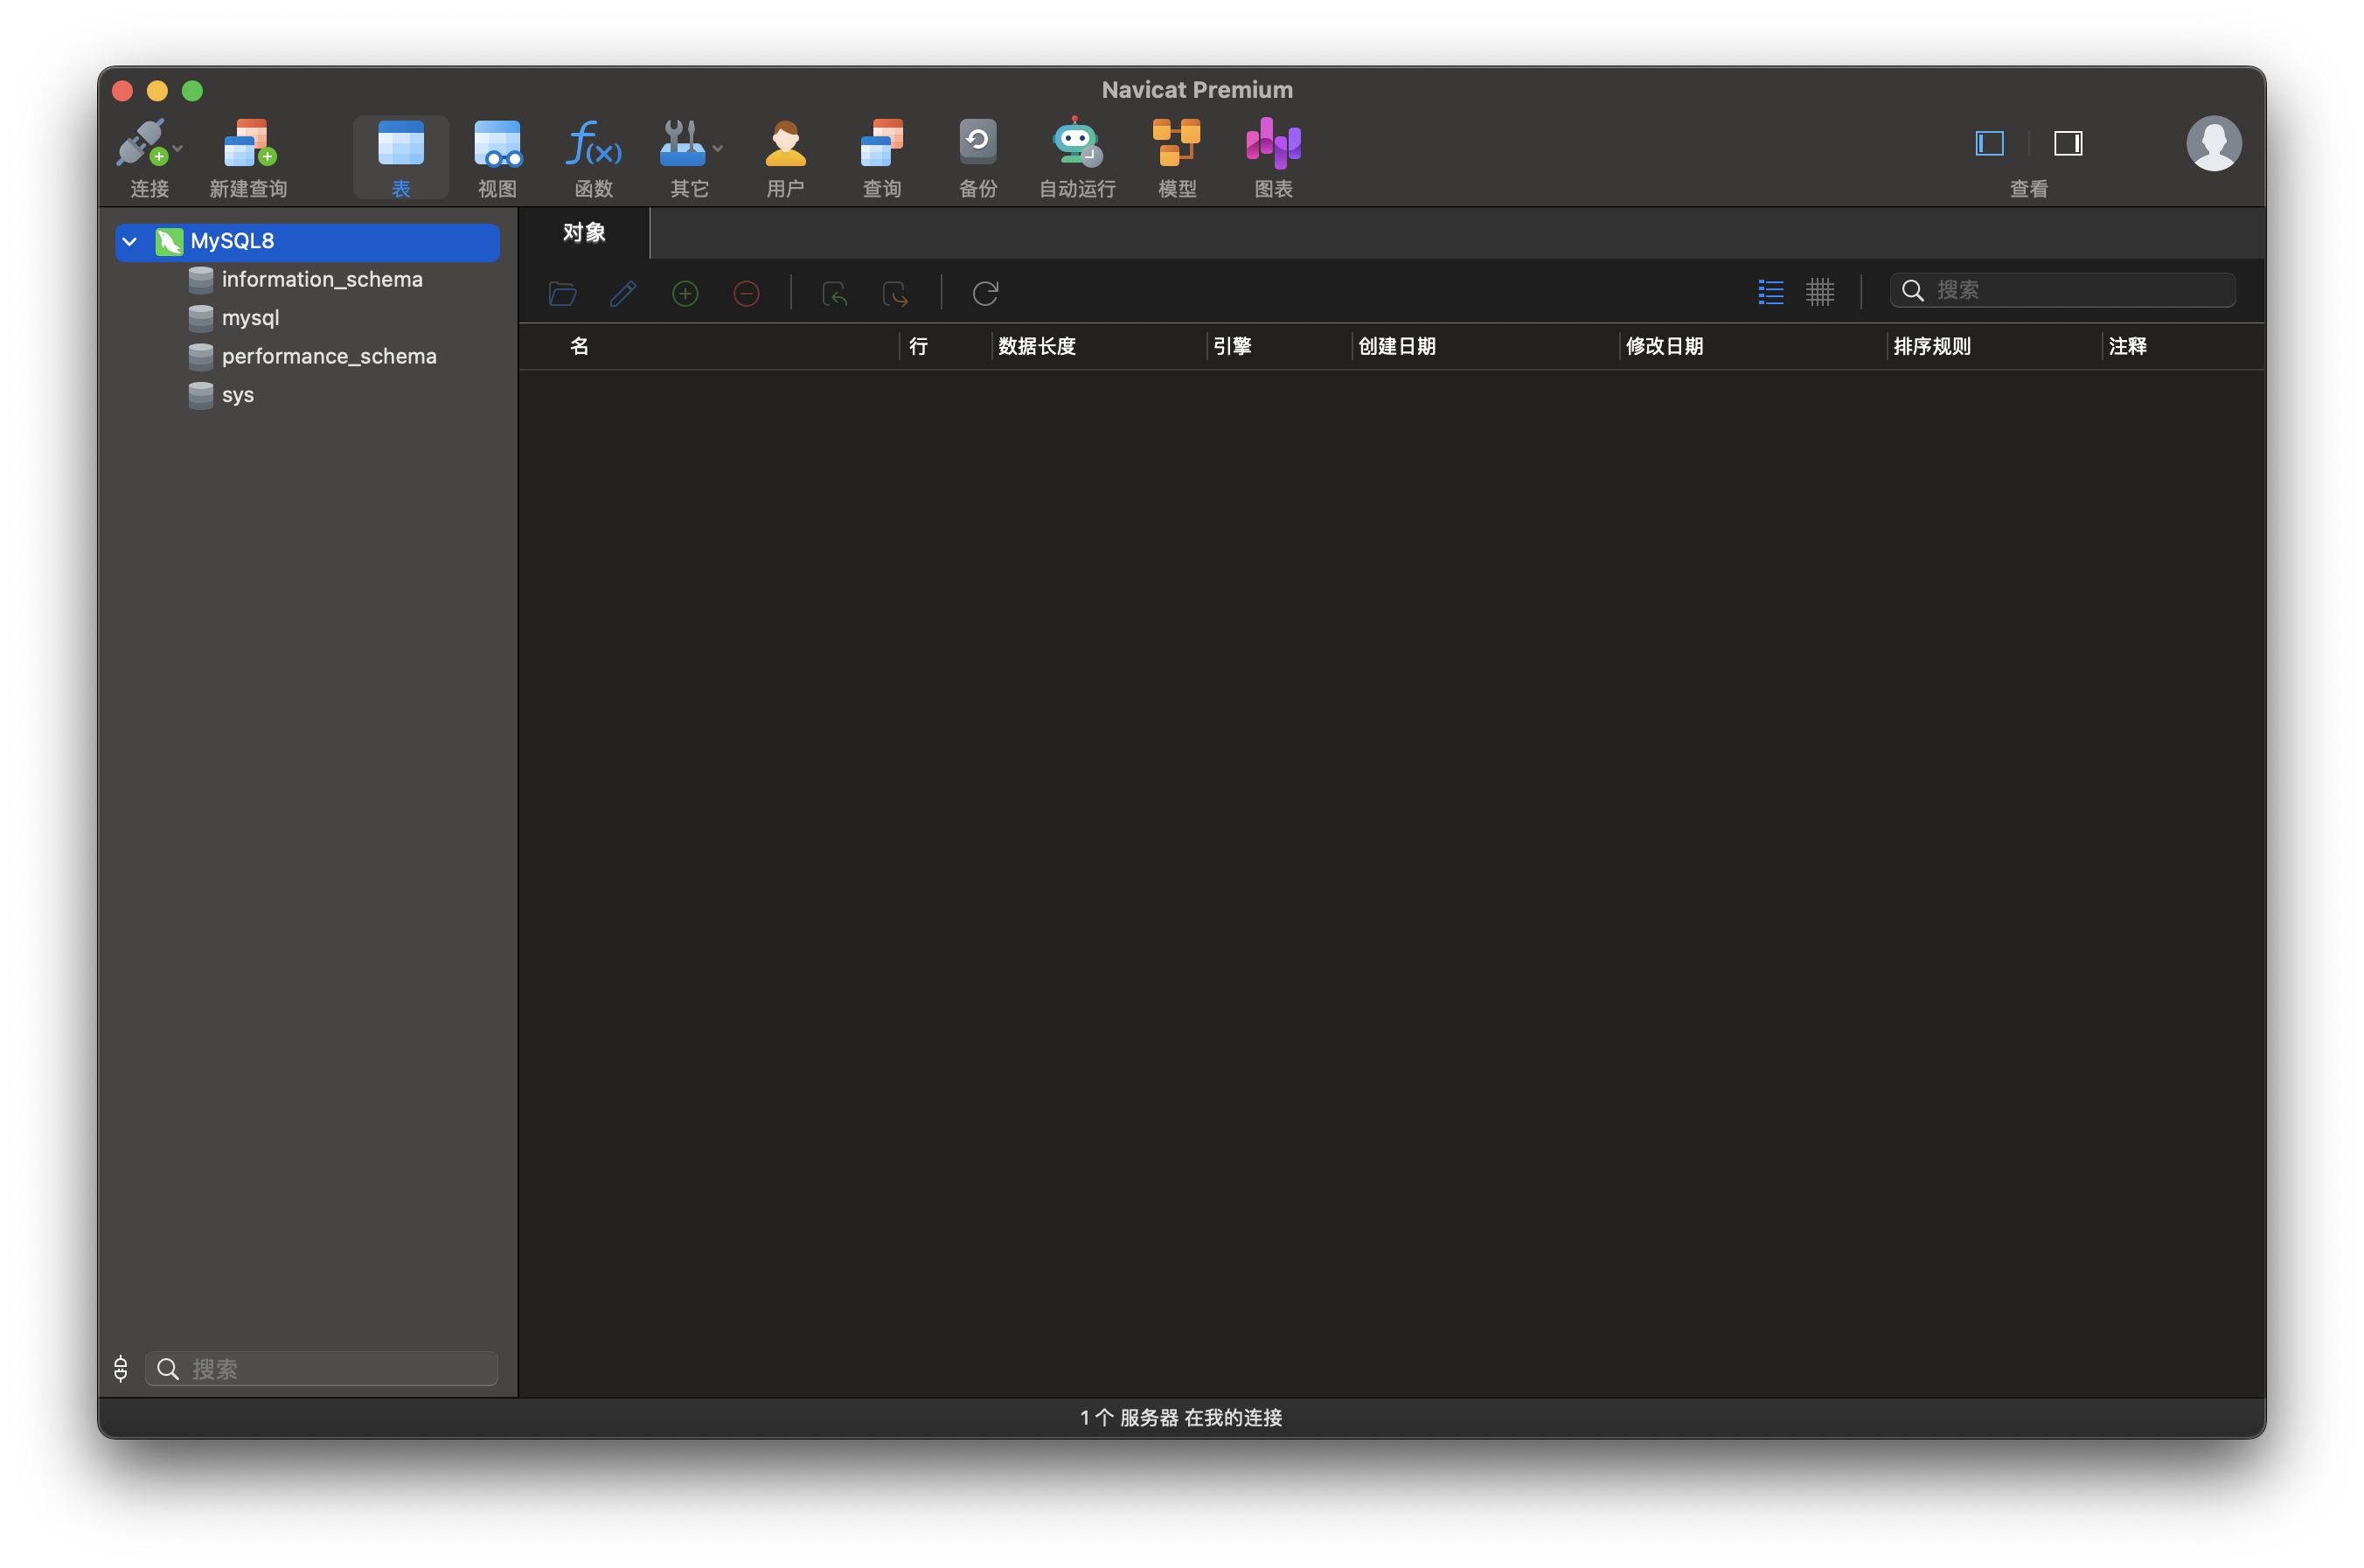 Navicat Premium
连接
新建查询
表
视图
函数
其它
用户
查询
备份
自动运行
模型
图表
查看
MySQL8
information_schema
mysql
performance_schema
sys
对象
搜索
名
行
数据长度
引擎
创建日期
修改日期
排序规则
注释
搜索
1 个 服务器 在我的连接